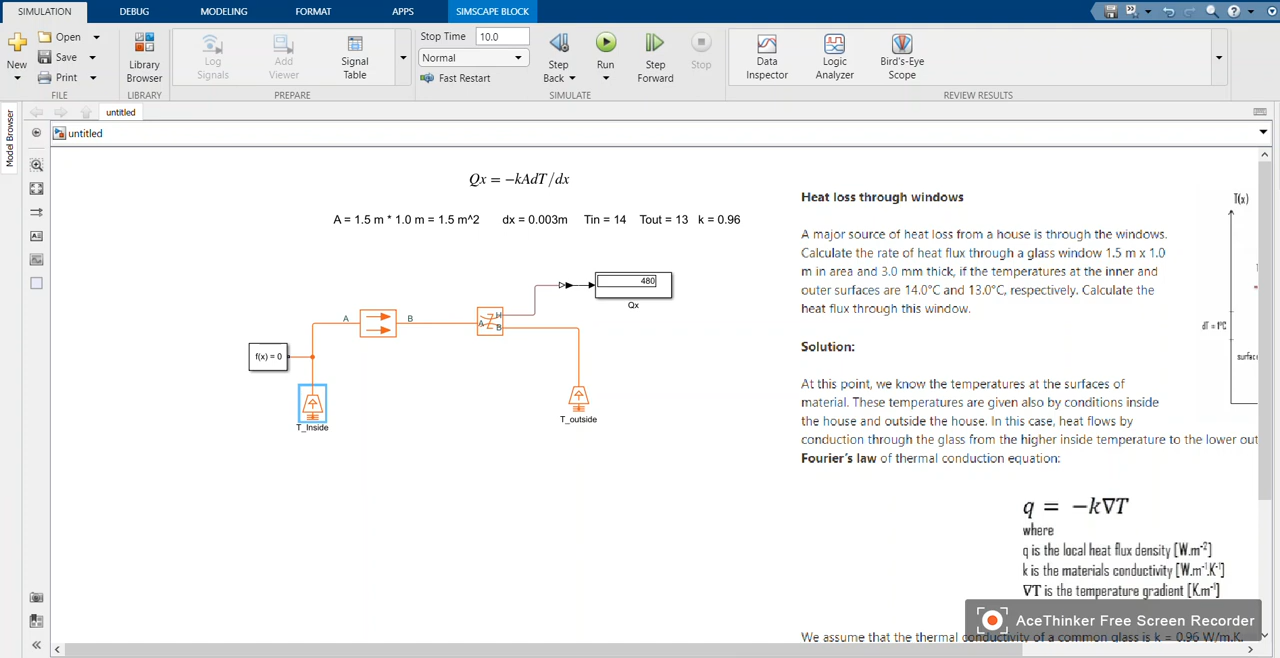 SIMULATION
DEBUG
MODELING
FORMAT
APPS
SIMSCAPE BLOCK
New
Open
Save
Print
FILE
Library
Browser
LIBRARY
Log
Signals
Add
Viewer
Signal
Table
PREPARE
Stop Time 10.0
Normal
Fast Restart
Step
Back
Run
Step
Forward
Stop
SIMULATE
Data
Inspector
Logic
Analyzer
Bird's-Eye
Scope
REVIEW RESULTS
Model Browser
untitled
untitled
Qx = −kAdT/dx
A = 1.5 m * 1.0 m = 1.5 m^2 dx = 0.003m Tin = 14 Tout = 13 k = 0.96
480
Qx
A
B
A
H
B
f(x) = 0
T_Inside
T_outside
Heat loss through windows
A major source of heat loss from a house is through the windows.
Calculate the rate of heat flux through a glass window 1.5 m x 1.0
m in area and 3.0 mm thick, if the temperatures at the inner and
outer surfaces are 14.0°C and 13.0°C, respectively. Calculate the
heat flux through this window.
Solution:
At this point, we know the temperatures at the surfaces of
material. These temperatures are given also by conditions inside
the house and outside the house. In this case, heat flows by
conduction through the glass from the higher inside temperature to the lower out
Fourier's law of thermal conduction equation:
T(x)
dT = 1°C
surface
q = −k∇T
where
q is the local heat flux density [W.m⁻²]
k is the materials conductivity [W.m⁻¹.K⁻¹]
∇T is the temperature gradient [K.m⁻¹]
AceThinker Free Screen Recorder
We assume that the thermal conductivity of a common glass is k = 0.96 W/m.K.